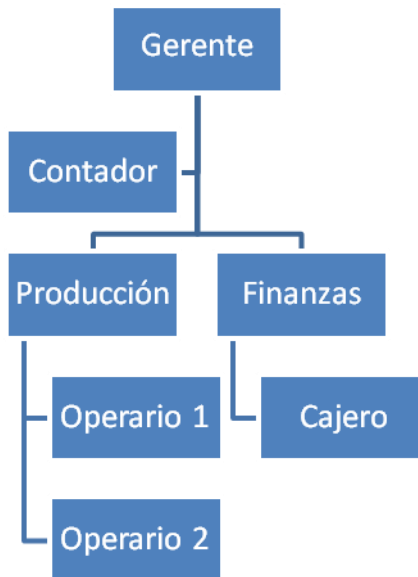 Gerente
Contador
Producción
Finanzas
Operario 1
Cajero
Operario 2